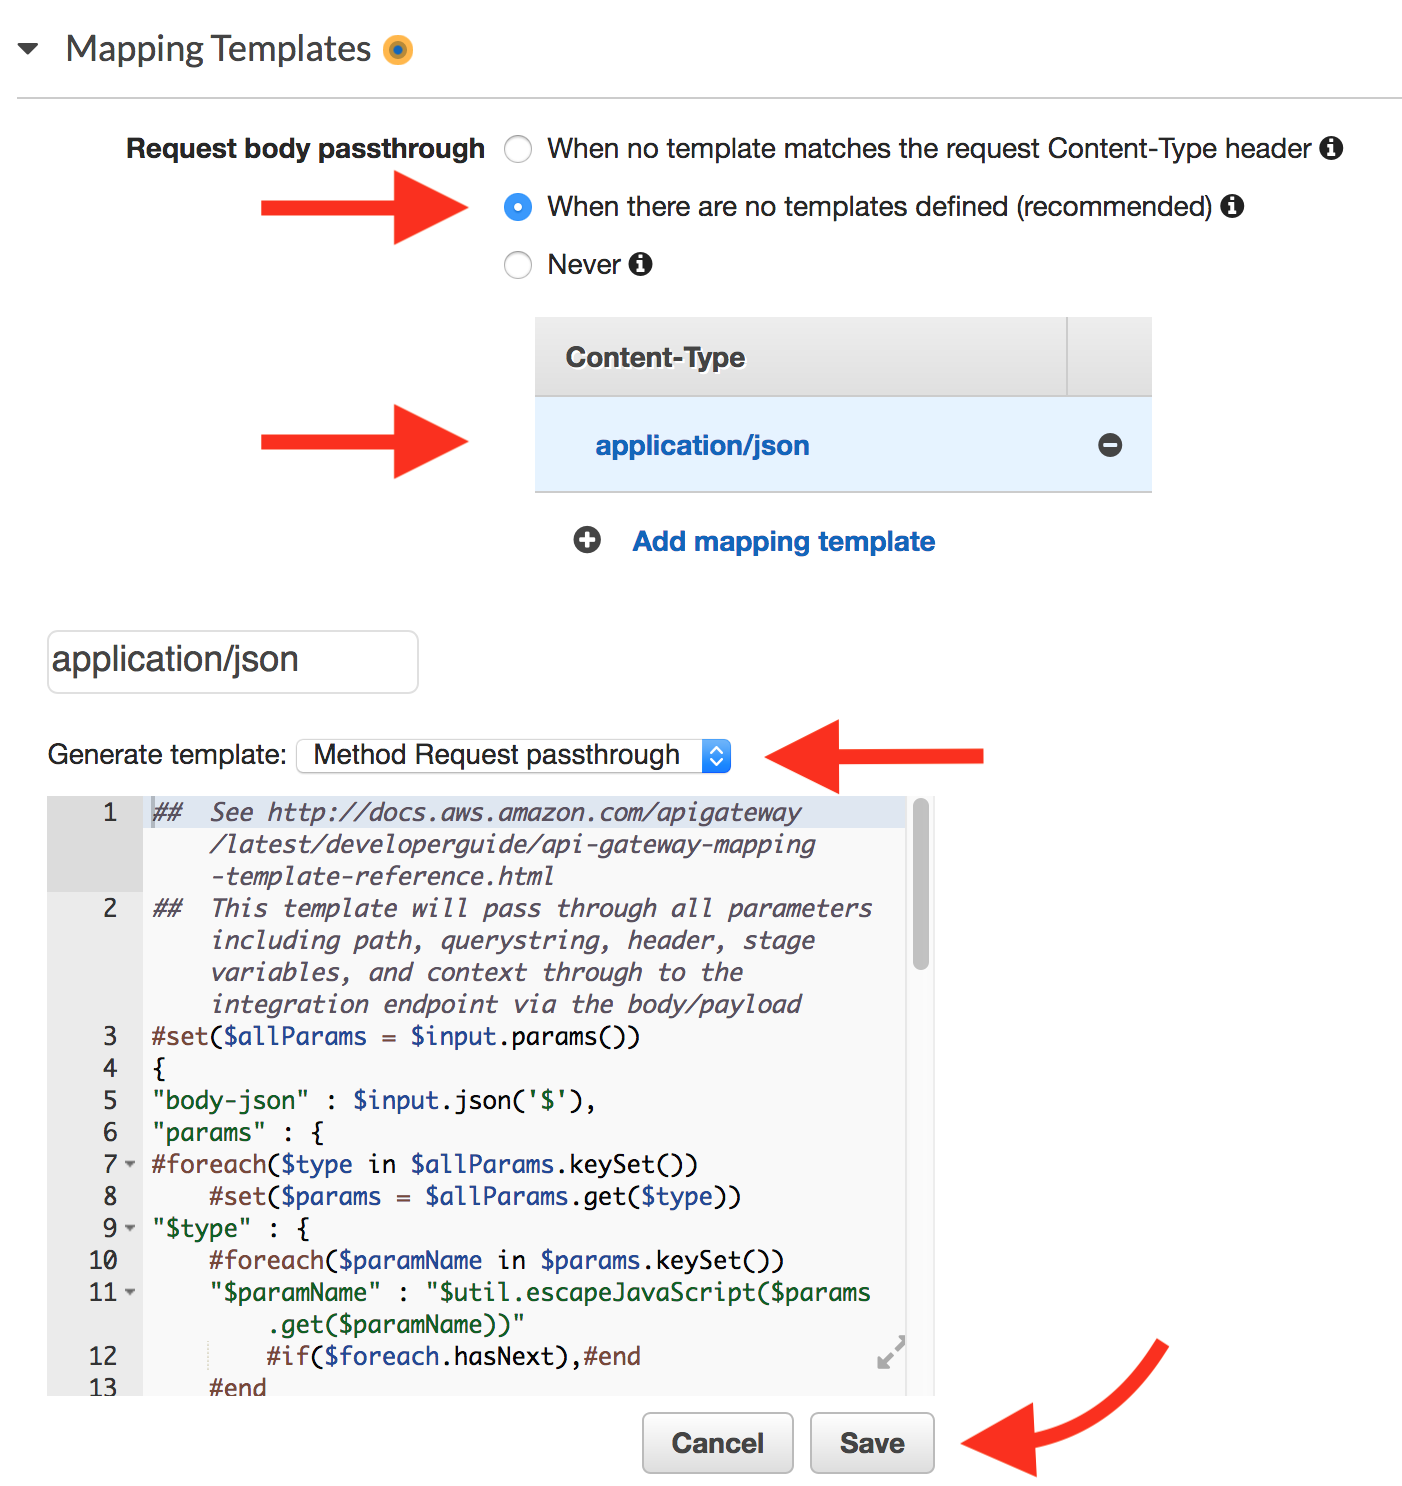 Mapping Templates
Request body passthrough
When no template matches the request Content-Type header
When there are no templates defined (recommended)
Never
Content-Type
application/json
Add mapping template
application/json
Generate template: Method Request passthrough
1 ##  See http://docs.aws.amazon.com/apigateway
/latest/developerguide/api-gateway-mapping
-template-reference.html
2 ##  This template will pass through all parameters
including path, querystring, header, stage
variables, and context through to the
integration endpoint via the body/payload
3 #set($allParams = $input.params())
4 {
5 "body-json" : $input.json('$'),
6 "params" : {
7 #foreach($type in $allParams.keySet())
8     #set($params = $allParams.get($type))
9 "$type" : {
10     #foreach($paramName in $params.keySet())
11     "$paramName" : "$util.escapeJavaScript($params
.get($paramName))"
12         #if($foreach.hasNext),#end
13     #end
Cancel Save